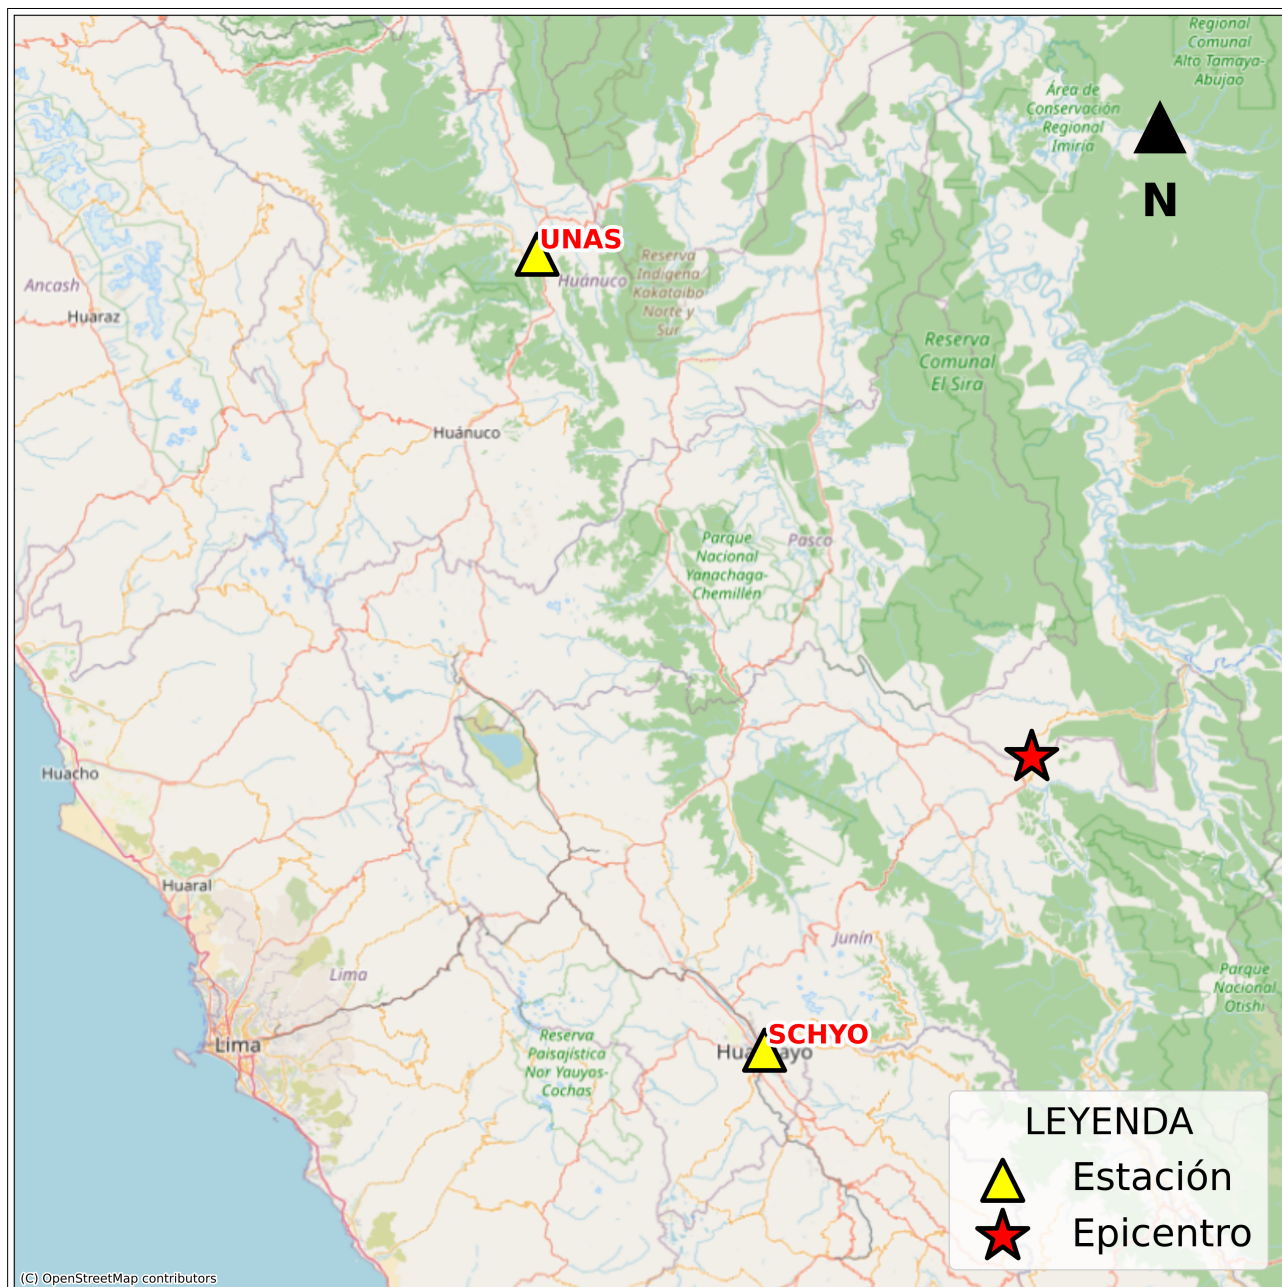 Regional
Comunal
Alto Tamaya-
Abujao
Área de
Conservación
Regional
Imiria
N
UNAS
Huánuco
Reserva
Indígena
Kakataibo
Norte y
Sur
Ancash
Huaraz
Reserva
Comunal
El Sira
Huánuco
Parque
Nacional
Yanachaga-
Chemillén
Pasco
Huacho
Huaral
Lima
Junín
Parque
Nacional
Otishi
Lima
Reserva
Paisajística
Nor Yauyos-
Cochas
SCHYO
Huancayo
LEYENDA
Estación
Epicentro
(C) OpenStreetMap contributors